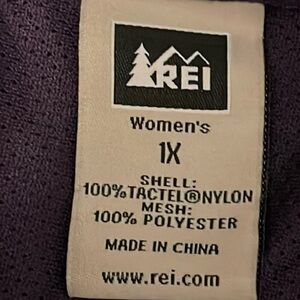 REI
Women's
1X
SHELL:
100%TACTEL®NYLON
MESH:
100% POLYESTER
MADE IN CHINA
www.rei.com